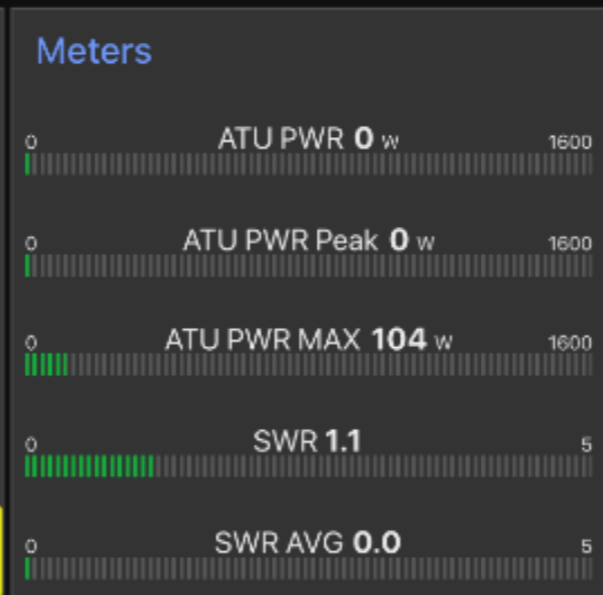 Meters
0 ATU PWR 0 W 1600
0 ATU PWR Peak 0 W 1600
0 ATU PWR MAX 104 W 1600
0 SWR 1.1 5
0 SWR AVG 0.0 5